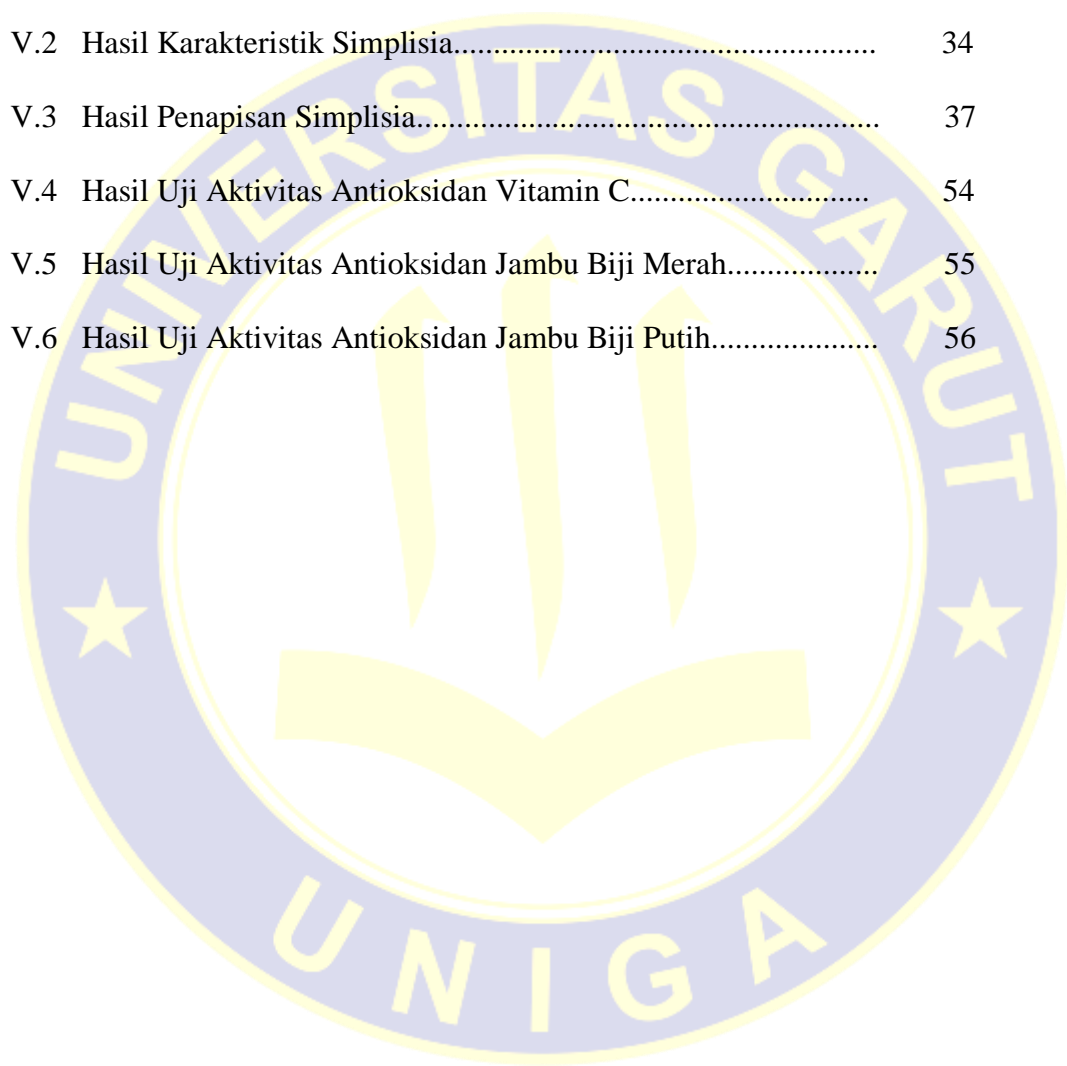 V.2 Hasil Karakteristik Simplisia.................................................... 34
V.3 Hasil Penapisan Simplisia......................................................... 37
V.4 Hasil Uji Aktivitas Antioksidan Vitamin C............................. 54
V.5 Hasil Uji Aktivitas Antioksidan Jambu Biji Merah................... 55
V.6 Hasil Uji Aktivitas Antioksidan Jambu Biji Putih..................... 56
UNIVERSITAS GARUT
UNIGA